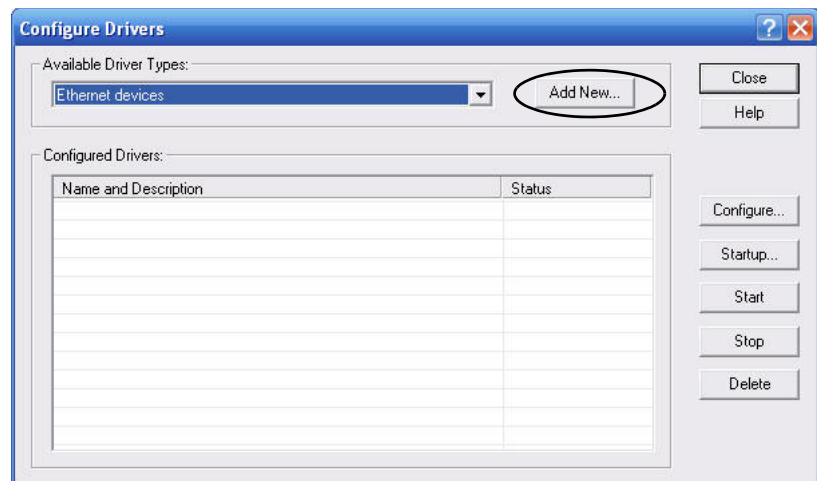 Configure Drivers
Available Driver Types:
Ethernet devices
Add New...
Close
Help
Configured Drivers:
Name and Description
Status
Configure...
Startup...
Start
Stop
Delete